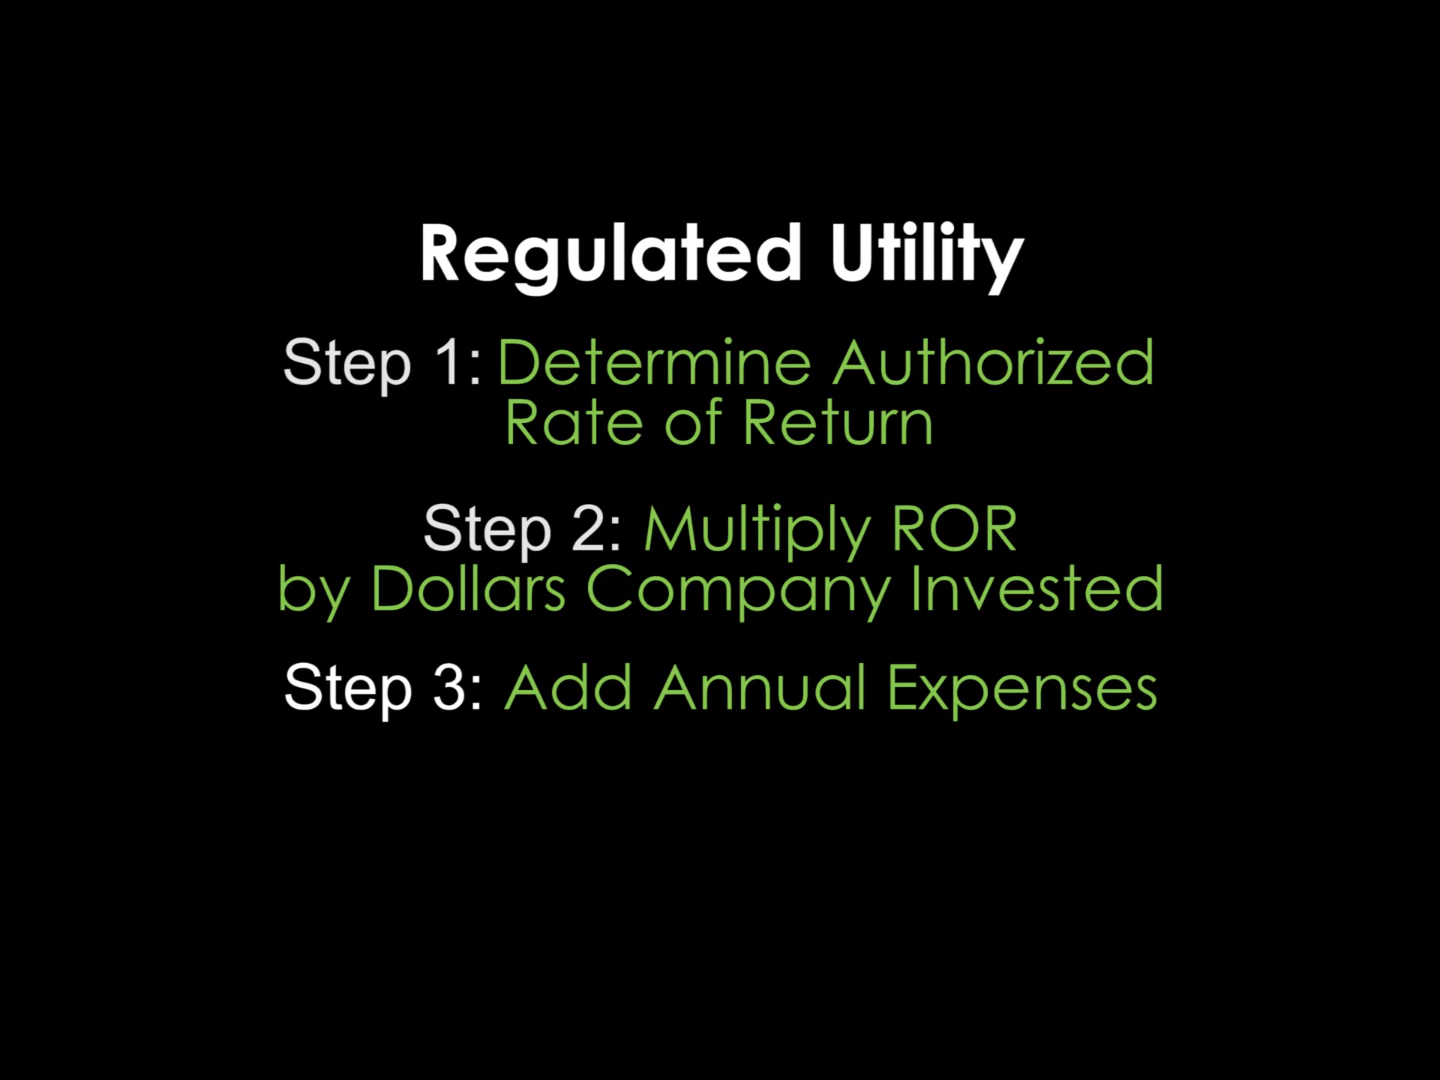 Regulated Utility
Step 1: Determine Authorized
Rate of Return
Step 2: Multiply ROR
by Dollars Company Invested
Step 3: Add Annual Expenses